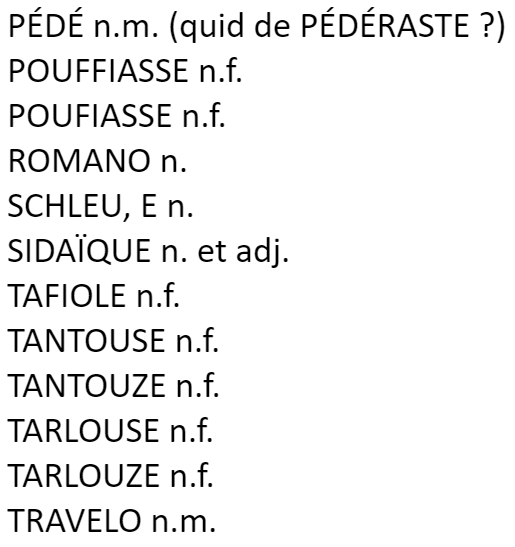 PÉDÉ n.m. (quid de PÉDÉRASTE ?)
POUFFIASSE n.f.
POUFIASSE n.f.
ROMANO n.
SCHLEU, E n.
SIDAÏQUE n. et adj.
TAFIOLE n.f.
TANTOUSE n.f.
TANTOUZE n.f.
TARLOUSE n.f.
TARLOUZE n.f.
TRAVELO n.m.